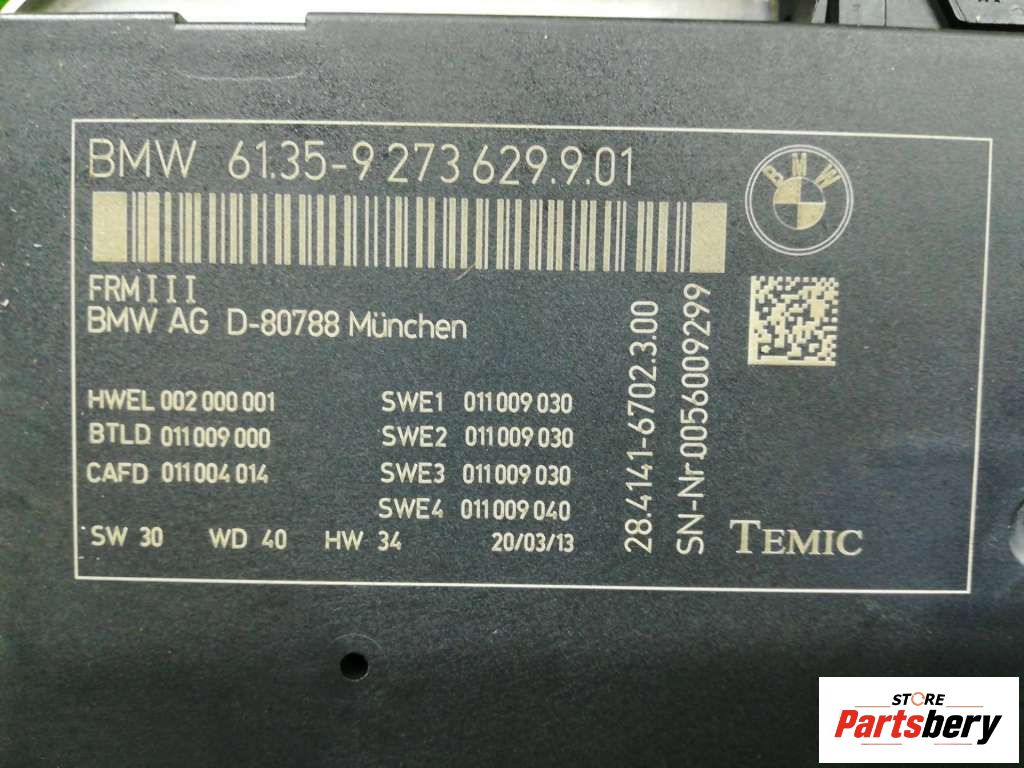 BMW 61.35-9 273 629.9.01
BMW
FRMIII
BMW AG D-80788 München
HWEL 002 000 001
BTLD 011 009 000
CAFD 011 004 014
SWE1 011 009 030
SWE2 011 009 030
SWE3 011 009 030
SWE4 011 009 040
SW 30 WD 40 HW 34 20/03/13
28.4141-6702.3.00
SN-Nr.0056009299
TEMIC
STORE
Partsbery